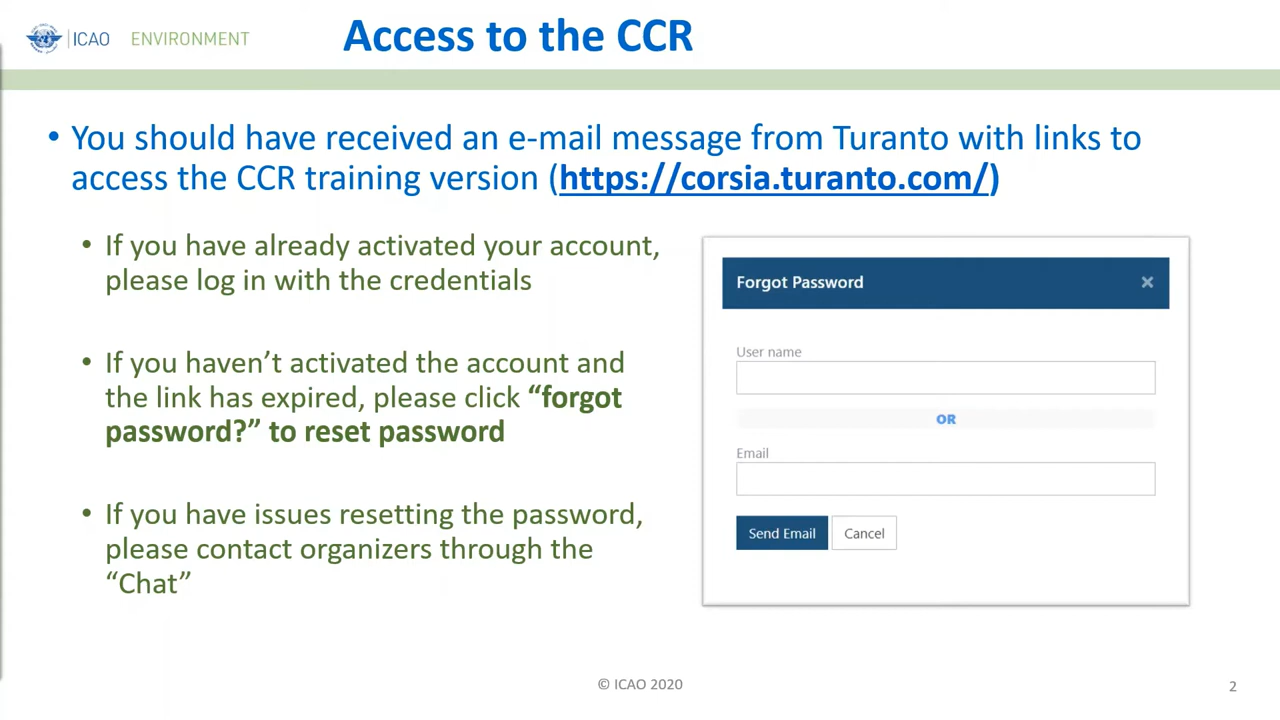 ICAO ENVIRONMENT
Access to the CCR
• You should have received an e-mail message from Turanto with links to
access the CCR training version (https://corsia.turanto.com/)
• If you have already activated your account,
please log in with the credentials
• If you haven’t activated the account and
the link has expired, please click “forgot
password?” to reset password
• If you have issues resetting the password,
please contact organizers through the
“Chat”
Forgot Password ×
User name
OR
Email
Send Email Cancel
© ICAO 2020
2